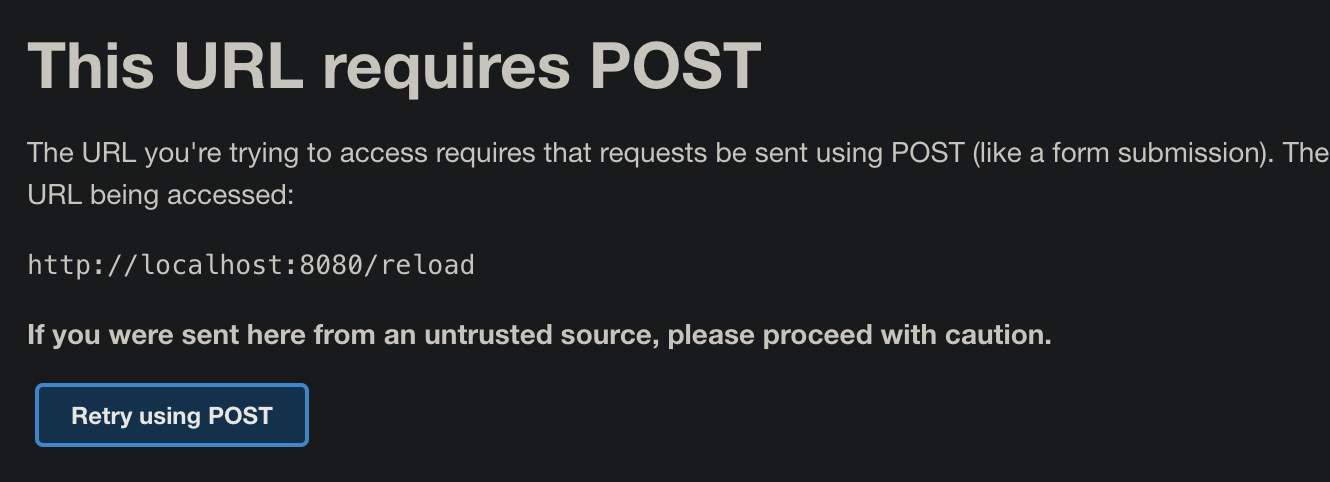 This URL requires POST
The URL you're trying to access requires that requests be sent using POST (like a form submission). The
URL being accessed:
http://localhost:8080/reload
If you were sent here from an untrusted source, please proceed with caution.
Retry using POST